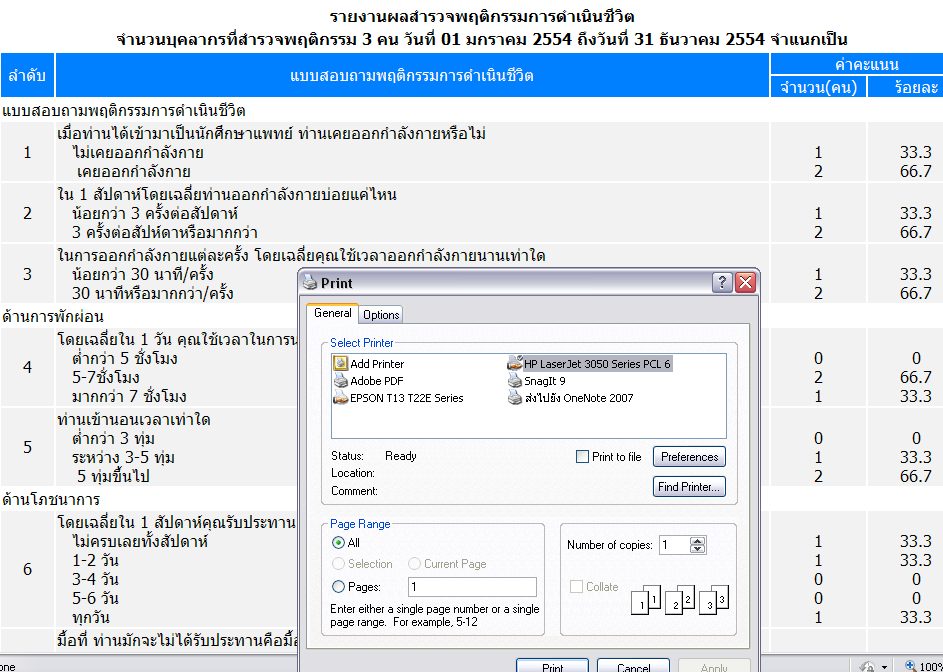 รายงานผลสำรวจพฤติกรรมการดำเนินชีวิต
จำนวนบุคลากรที่สำรวจพฤติกรรม 3 คน วันที่ 01 มกราคม 2554 ถึงวันที่ 31 ธันวาคม 2554 จำแนกเป็น
ลำดับ แบบสอบถามพฤติกรรมการดำเนินชีวิต ค่าคะแนน
จำนวน(คน) ร้อยละ
แบบสอบถามพฤติกรรมการดำเนินชีวิต
เมื่อท่านได้เข้ามาเป็นนักศึกษาแพทย์ ท่านเคยออกกำลังกายหรือไม่
1 ไม่เคยออกกำลังกาย 1 33.3
เคยออกกำลังกาย 2 66.7
ใน 1 สัปดาห์โดยเฉลี่ยท่านออกกำลังกายบ่อยแค่ไหน
2 น้อยกว่า 3 ครั้งต่อสัปดาห์ 1 33.3
3 ครั้งต่อสัปห์ดาหรือมากกว่า 2 66.7
ในการออกกำลังกายแต่ละครั้ง โดยเฉลี่ยคุณใช้เวลาออกกำลังกายนานเท่าใด
3 น้อยกว่า 30 นาที/ครั้ง 1 33.3
30 นาทีหรือมากกว่า/ครั้ง 2 66.7
ด้านการพักผ่อน
โดยเฉลี่ยใน 1 วัน คุณใช้เวลาในการน
4 ต่ำกว่า 5 ชั่วโมง 0 0
5-7ชั่วโมง 2 66.7
มากกว่า 7 ชั่วโมง 1 33.3
ท่านเข้านอนเวลาเท่าใด
5 ต่ำกว่า 3 ทุ่ม 0 0
ระหว่าง 3-5 ทุ่ม 1 33.3
5 ทุ่มขึ้นไป 2 66.7
ด้านโภชนาการ
โดยเฉลี่ยใน 1 สัปดาห์คุณรับประทาน
6 ไม่ครบเลยทั้งสัปดาห์ 1 33.3
1-2 วัน 1 33.3
3-4 วัน 0 0
5-6 วัน 0 0
ทุกวัน 1 33.3
มื้อที่ ท่านมักจะไม่ได้รับประทานคือมื้อ
Print
General Options
Select Printer
Add Printer HP LaserJet 3050 Series PCL 6
Adobe PDF SnagIt 9
EPSON T13 T22E Series ส่งไปยัง OneNote 2007
Status: Ready Print to file Preferences
Location:
Comment: Find Printer...
Page Range
All Number of copies: 1
Selection Current Page
Pages: 1 Collate
1 1 2 2 3 3
Enter either a single page number or a single
page range. For example, 5-12
Print Cancel Apply
one 100%